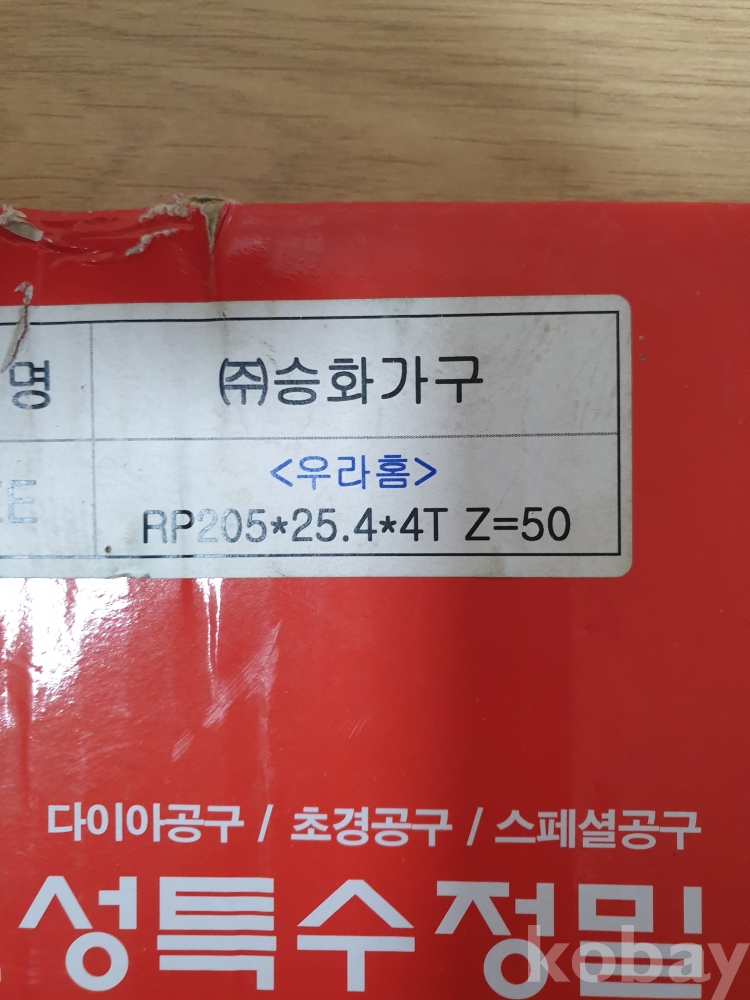 명 ㈜승화가구
<우라홈>
RP205*25.4*4T Z=50
다이아공구 / 초경공구 / 스페셜공구
성특수정밀
kobay